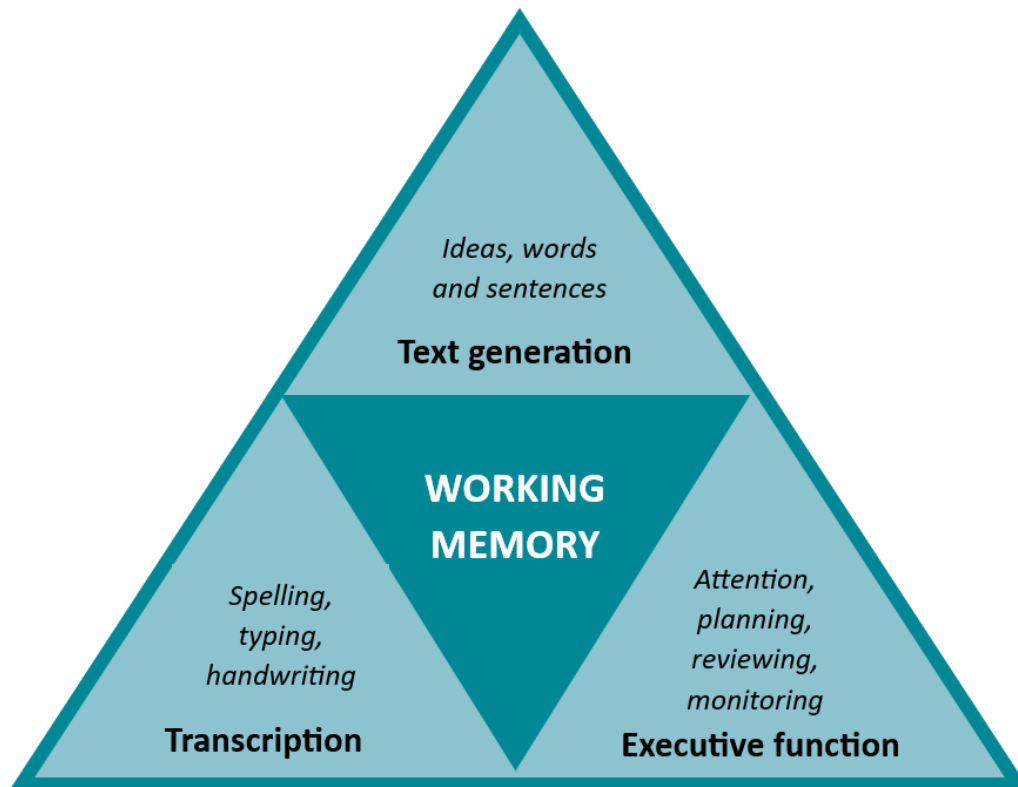 Ideas, words
and sentences
Text generation
WORKING
MEMORY
Spelling,
typing,
handwriting
Transcription
Attention,
planning,
reviewing,
monitoring
Executive function